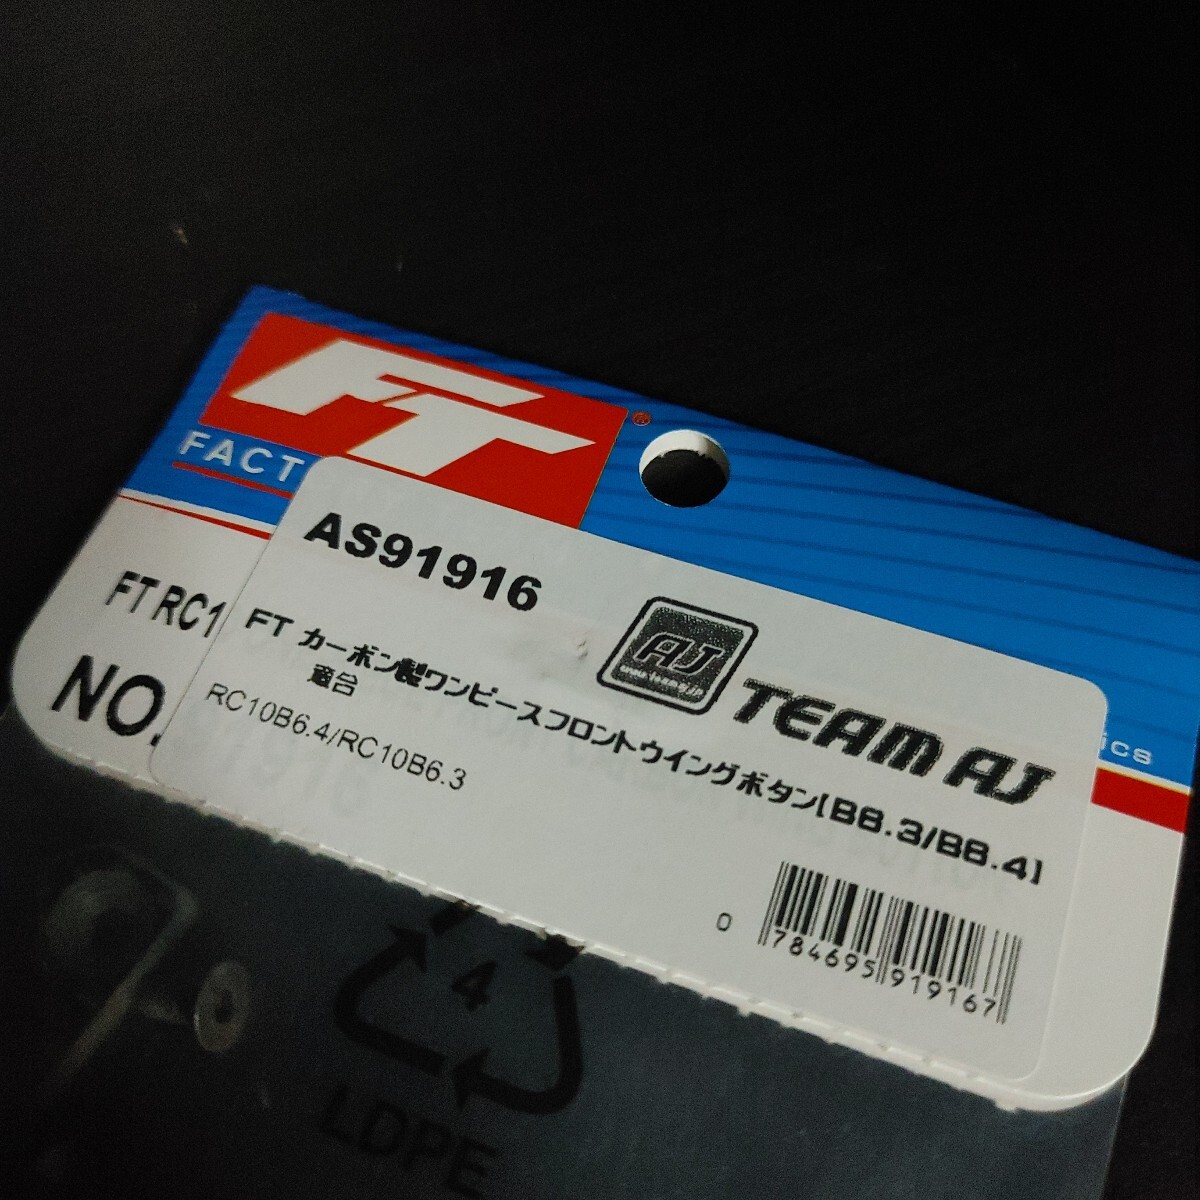 FT®
FACT
AS91916
AJ
TEAM AJ
FT RC1
FT カーボン製ワンピースフロントウイングボタン[B6.3/B6.4]
適合
NO.
RC10B6.4/RC10B6.3
ics
0 784695 919167
4
LDPE